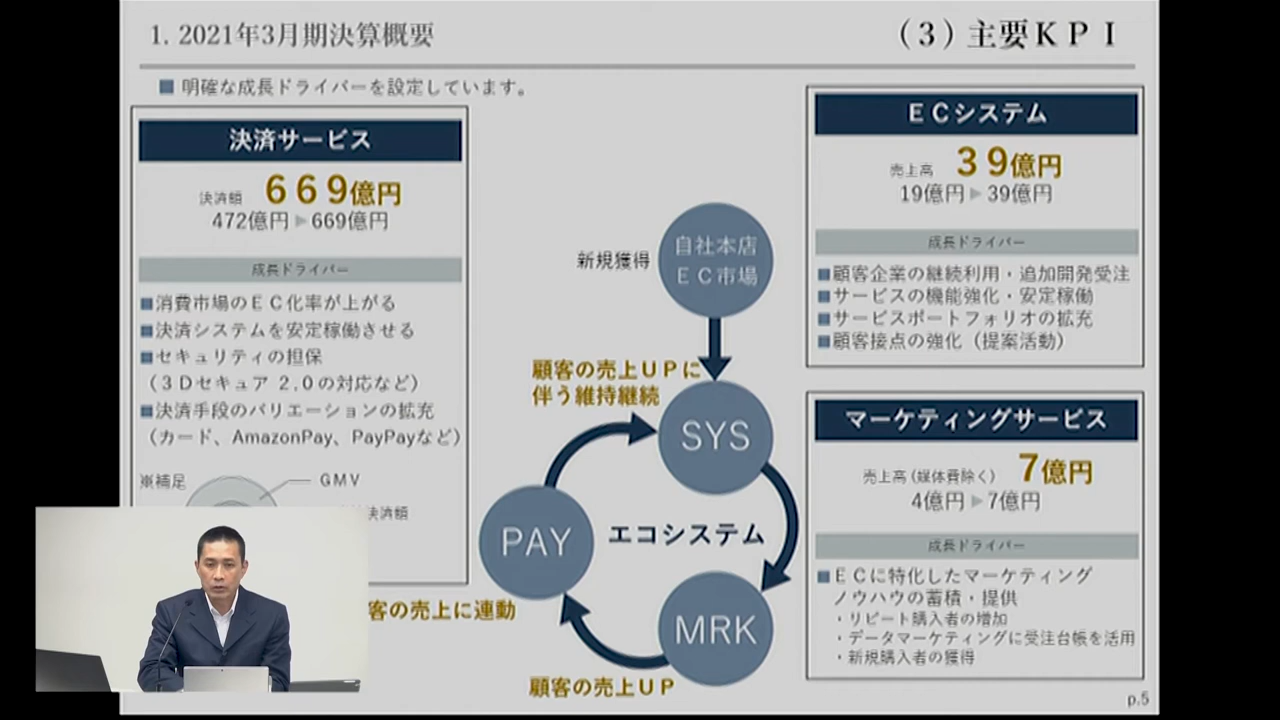 1. 2021年3月期決算概要
（3）主要ＫＰＩ
■ 明確な成長ドライバーを設定しています。
決済サービス
決済額 669億円
472億円 ▶ 669億円
成長ドライバー
■消費市場のＥＣ化率が上がる
■決済システムを安定稼働させる
■セキュリティの担保
（３Ｄセキュア 2.0の対応など）
■決済手段のバリエーションの拡充
（カード、AmazonPay、PayPayなど）
※補足
GMV
決済額
新規獲得
自社本店
ＥＣ市場
顧客の売上ＵＰに
伴う維持継続
SYS
PAY
エコシステム
MRK
客の売上に連動
顧客の売上ＵＰ
ＥＣシステム
売上高 39億円
19億円 ▶ 39億円
成長ドライバー
■顧客企業の継続利用・追加開発受注
■サービスの機能強化・安定稼働
■サービスポートフォリオの拡充
■顧客接点の強化（提案活動）
マーケティングサービス
売上高（媒体費除く） 7億円
4億円 ▶ 7億円
成長ドライバー
■ＥＣに特化したマーケティング
ノウハウの蓄積・提供
・リピート購入者の増加
・データマーケティングに受注台帳を活用
・新規購入者の獲得
p.5